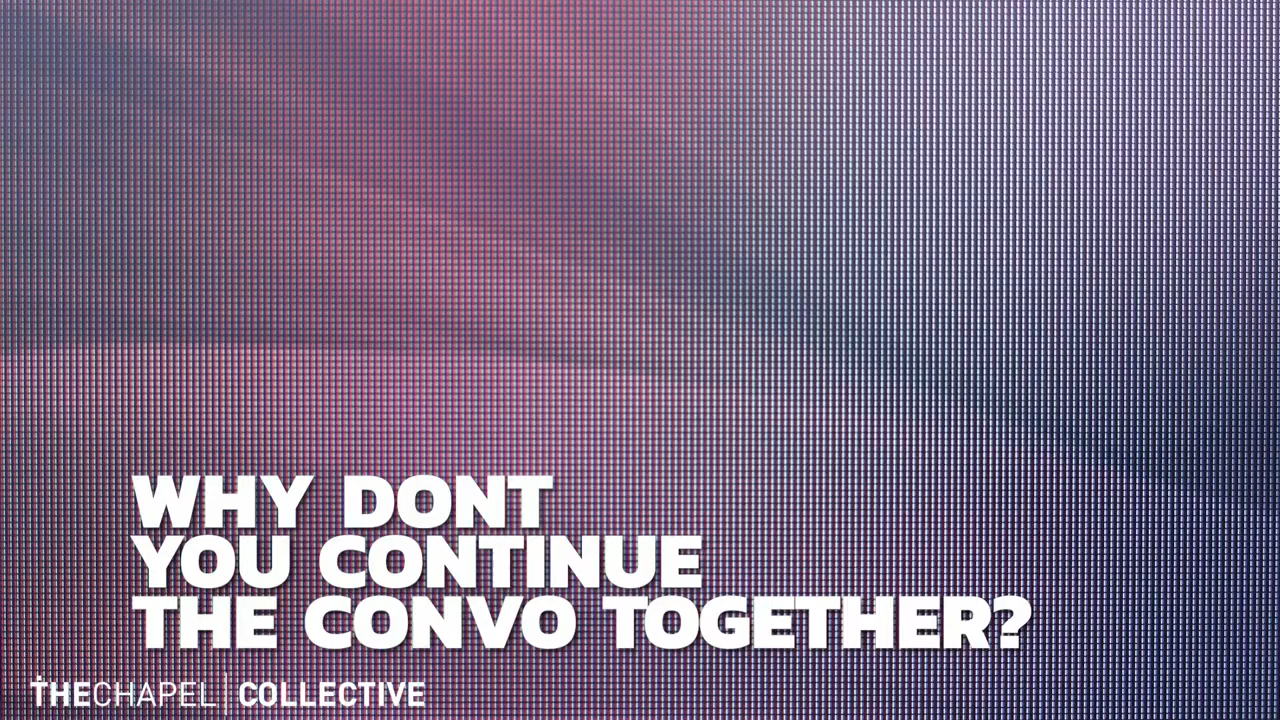 WHY DONT
YOU CONTINUE
THE CONVO TOGETHER?
THECHAPEL | COLLECTIVE